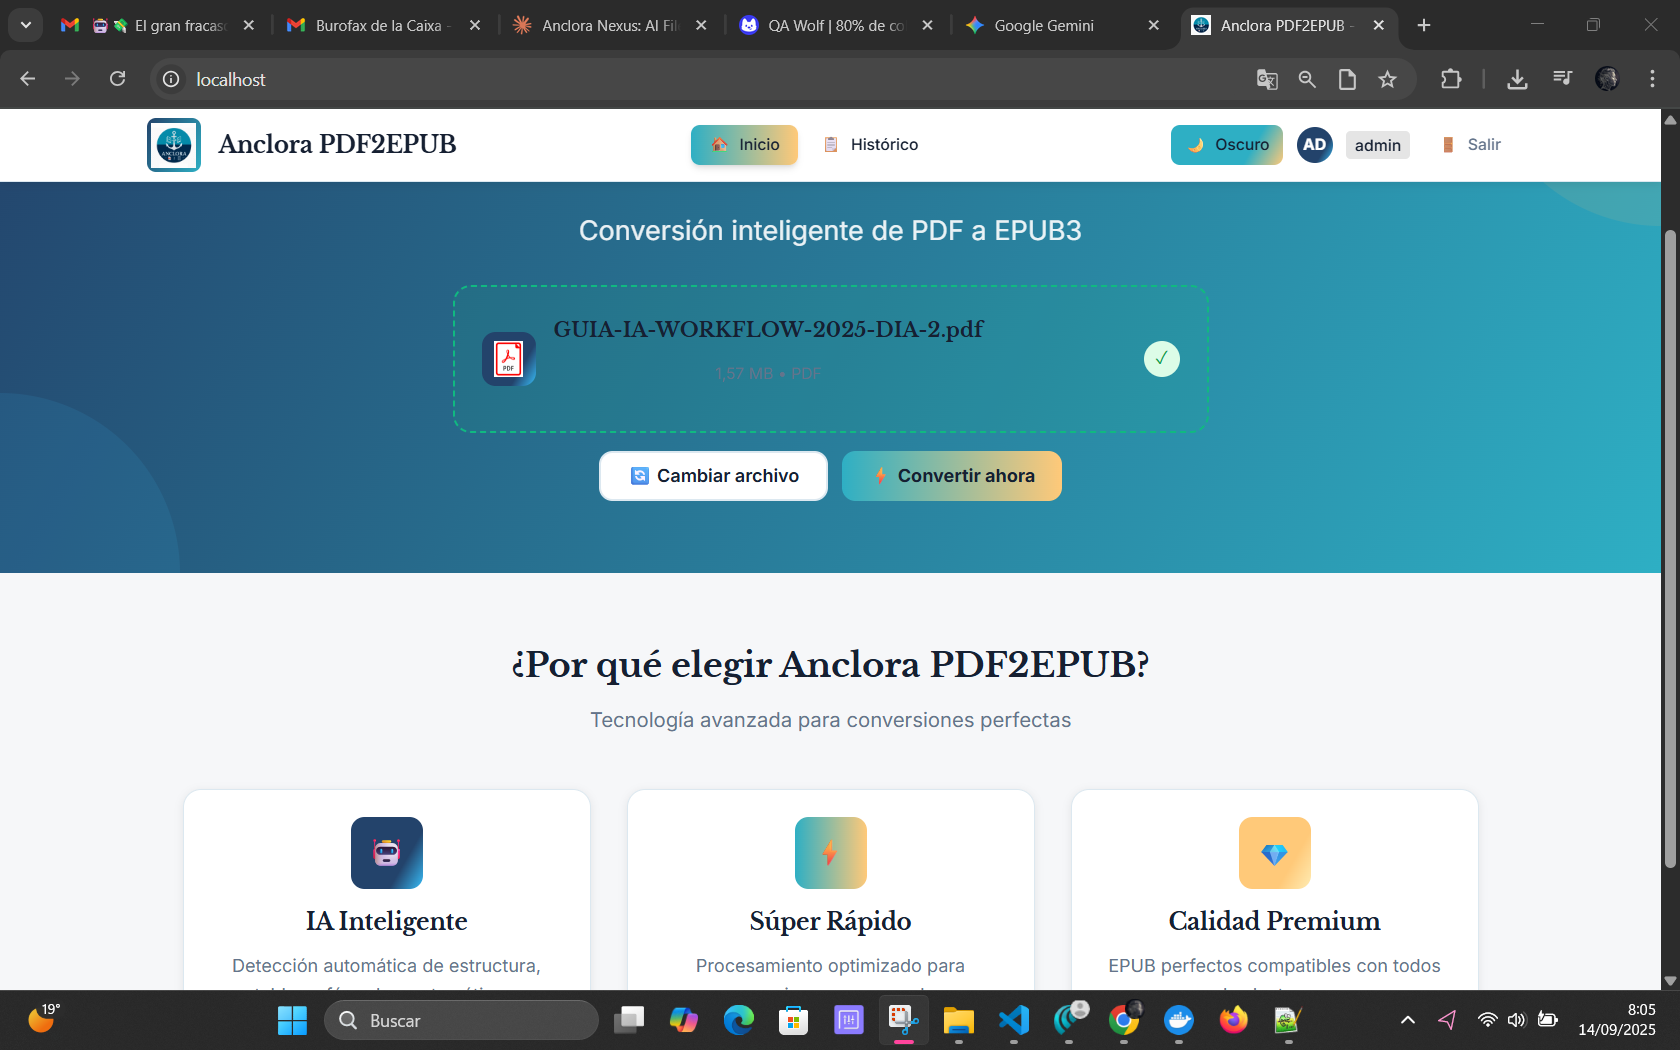 El gran fracas
Burofax de la Caixa -
Anclora Nexus: AI Fil
QA Wolf | 80% de co
Google Gemini
Anclora PDF2EPUB -
localhost
Anclora PDF2EPUB
Inicio
Histórico
Oscuro
AD
admin
Salir
Conversión inteligente de PDF a EPUB3
GUIA-IA-WORKFLOW-2025-DIA-2.pdf
PDF
1,57 MB • PDF
Cambiar archivo
Convertir ahora
¿Por qué elegir Anclora PDF2EPUB?
Tecnología avanzada para conversiones perfectas
IA Inteligente
Detección automática de estructura,
Súper Rápido
Procesamiento optimizado para
Calidad Premium
EPUB perfectos compatibles con todos
19°
Buscar
8:05
14/09/2025